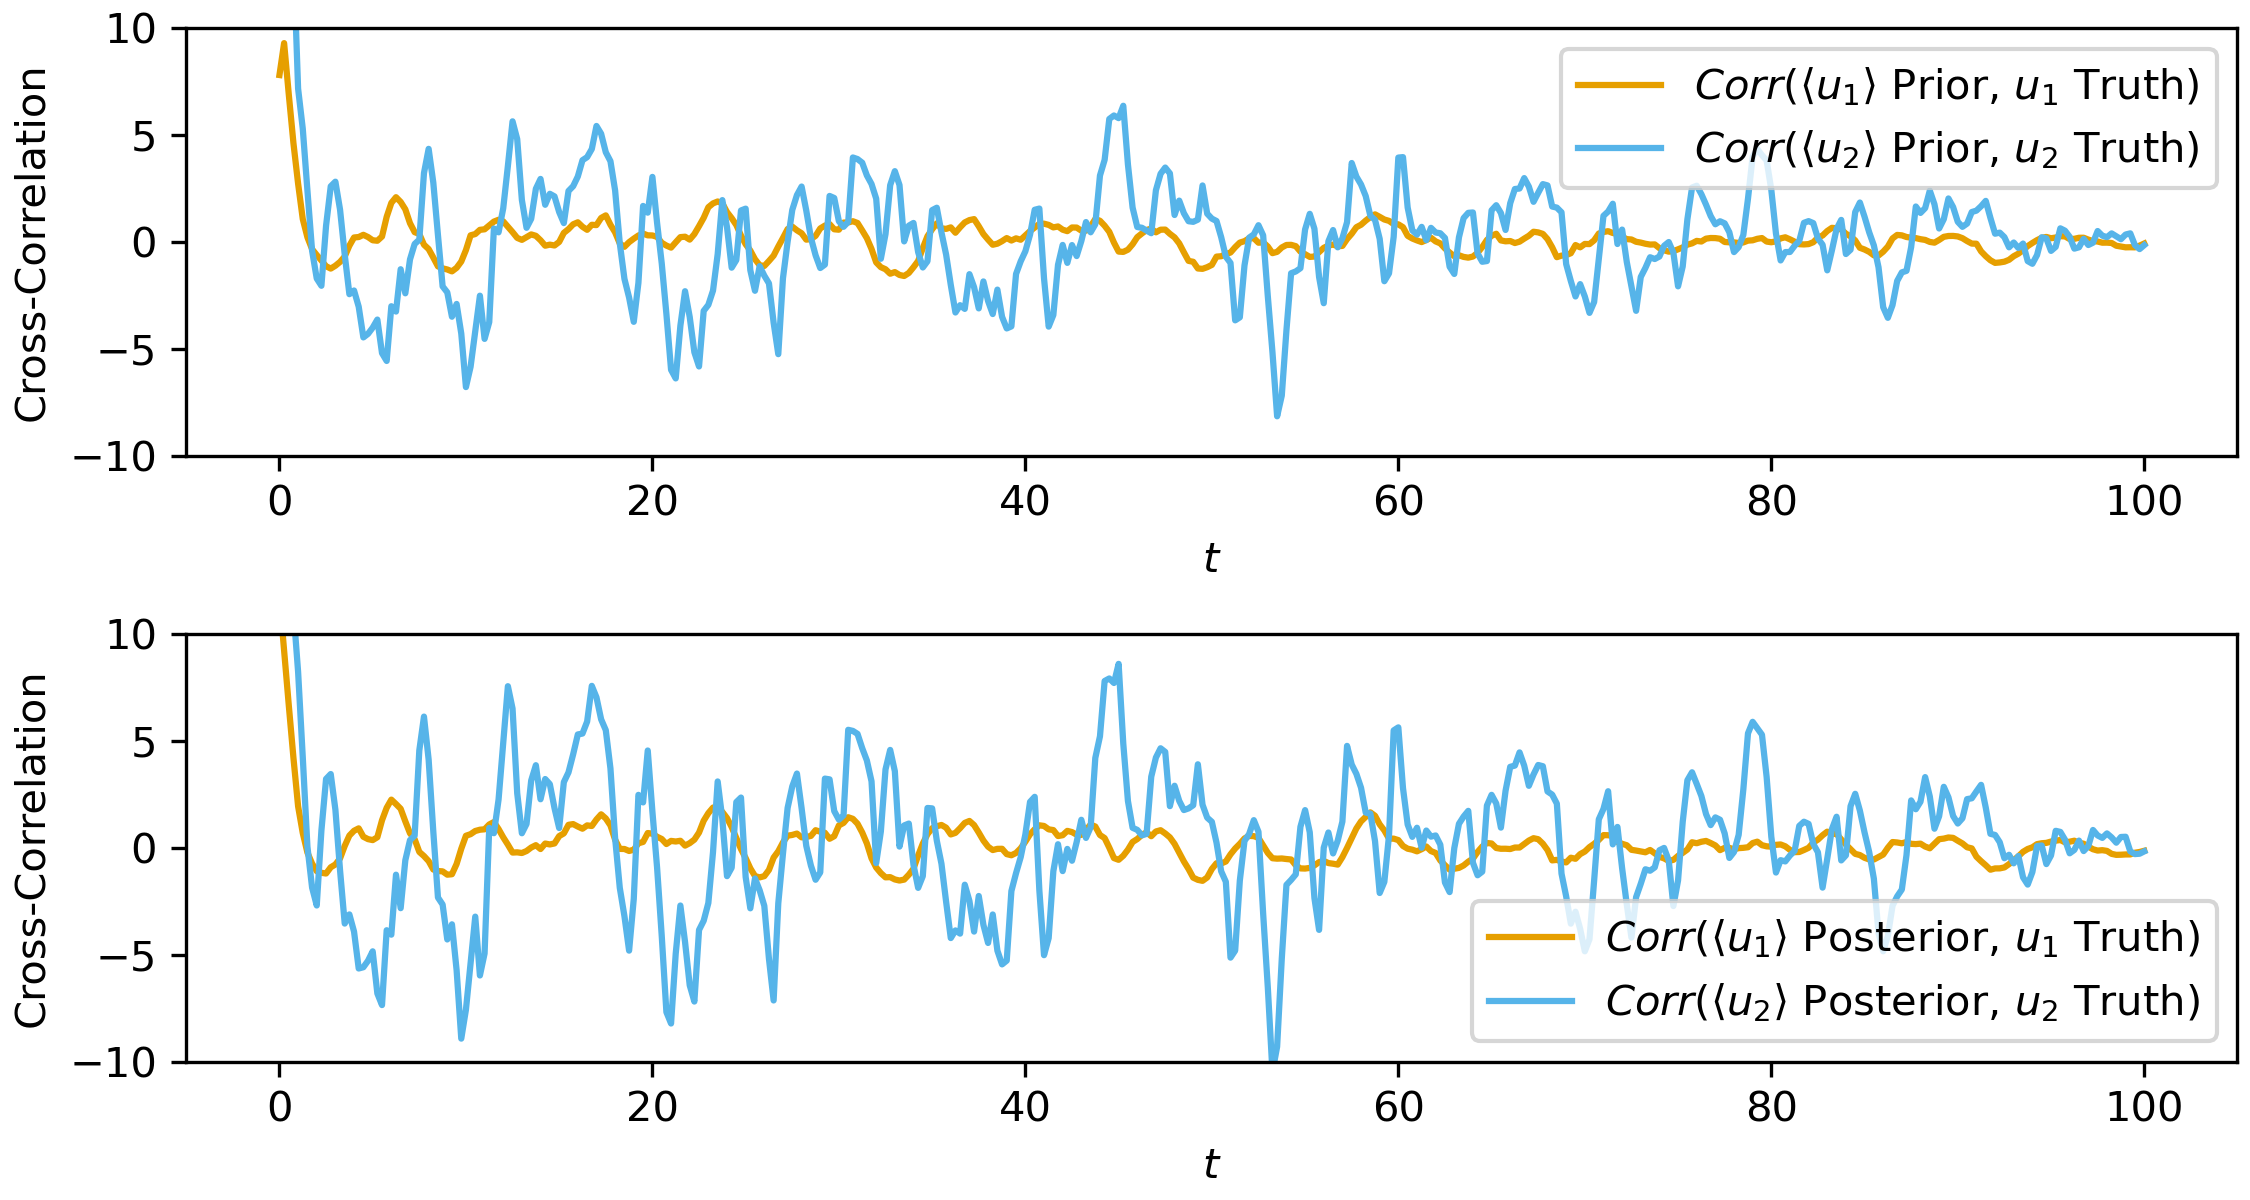 10
5
0
−5
−10
Cross-Correlation
Corr(⟨u₁⟩ Prior, u₁ Truth)
Corr(⟨u₂⟩ Prior, u₂ Truth)
0 20 40 60 80 100
t
10
5
0
−5
−10
Cross-Correlation
Corr(⟨u₁⟩ Posterior, u₁ Truth)
Corr(⟨u₂⟩ Posterior, u₂ Truth)
0 20 40 60 80 100
t